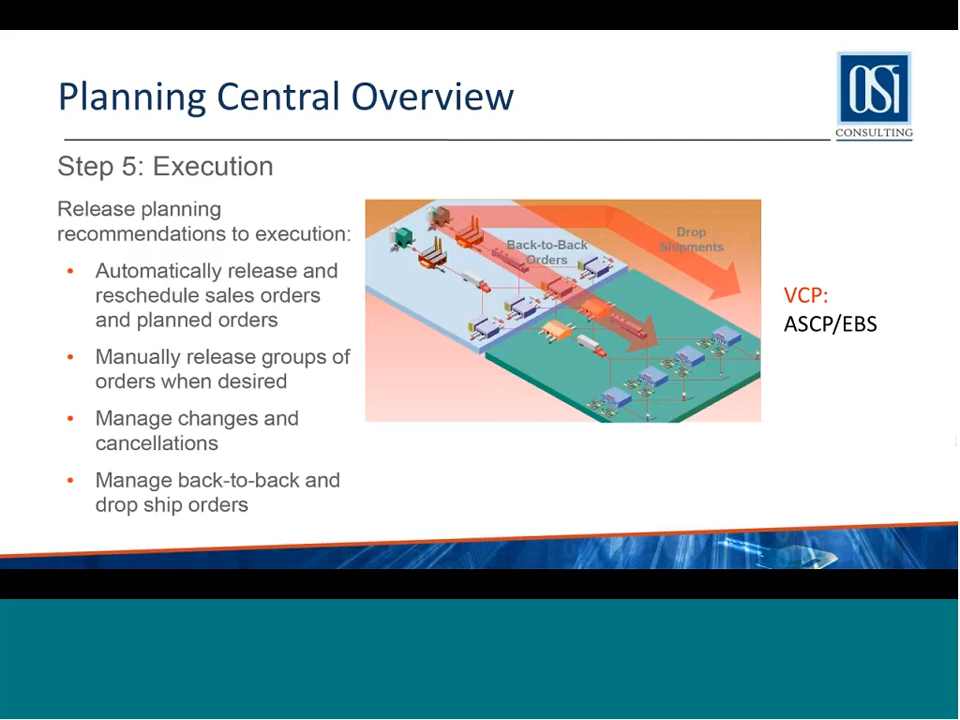 Planning Central Overview
OSi
CONSULTING
Step 5: Execution
Release planning
recommendations to execution:
• Automatically release and
reschedule sales orders
and planned orders
• Manually release groups of
orders when desired
• Manage changes and
cancellations
• Manage back-to-back and
drop ship orders
Back-to-Back
Orders
Drop
Shipments
VCP:
ASCP/EBS